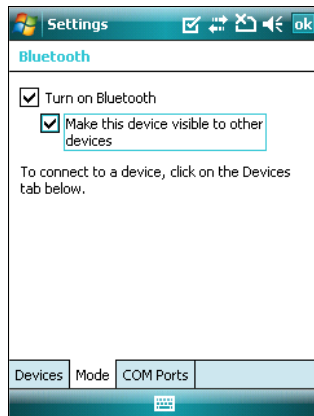 Settings
ok
Bluetooth
Turn on Bluetooth
Make this device visible to other
devices
To connect to a device, click on the Devices
tab below.
Devices Mode COM Ports